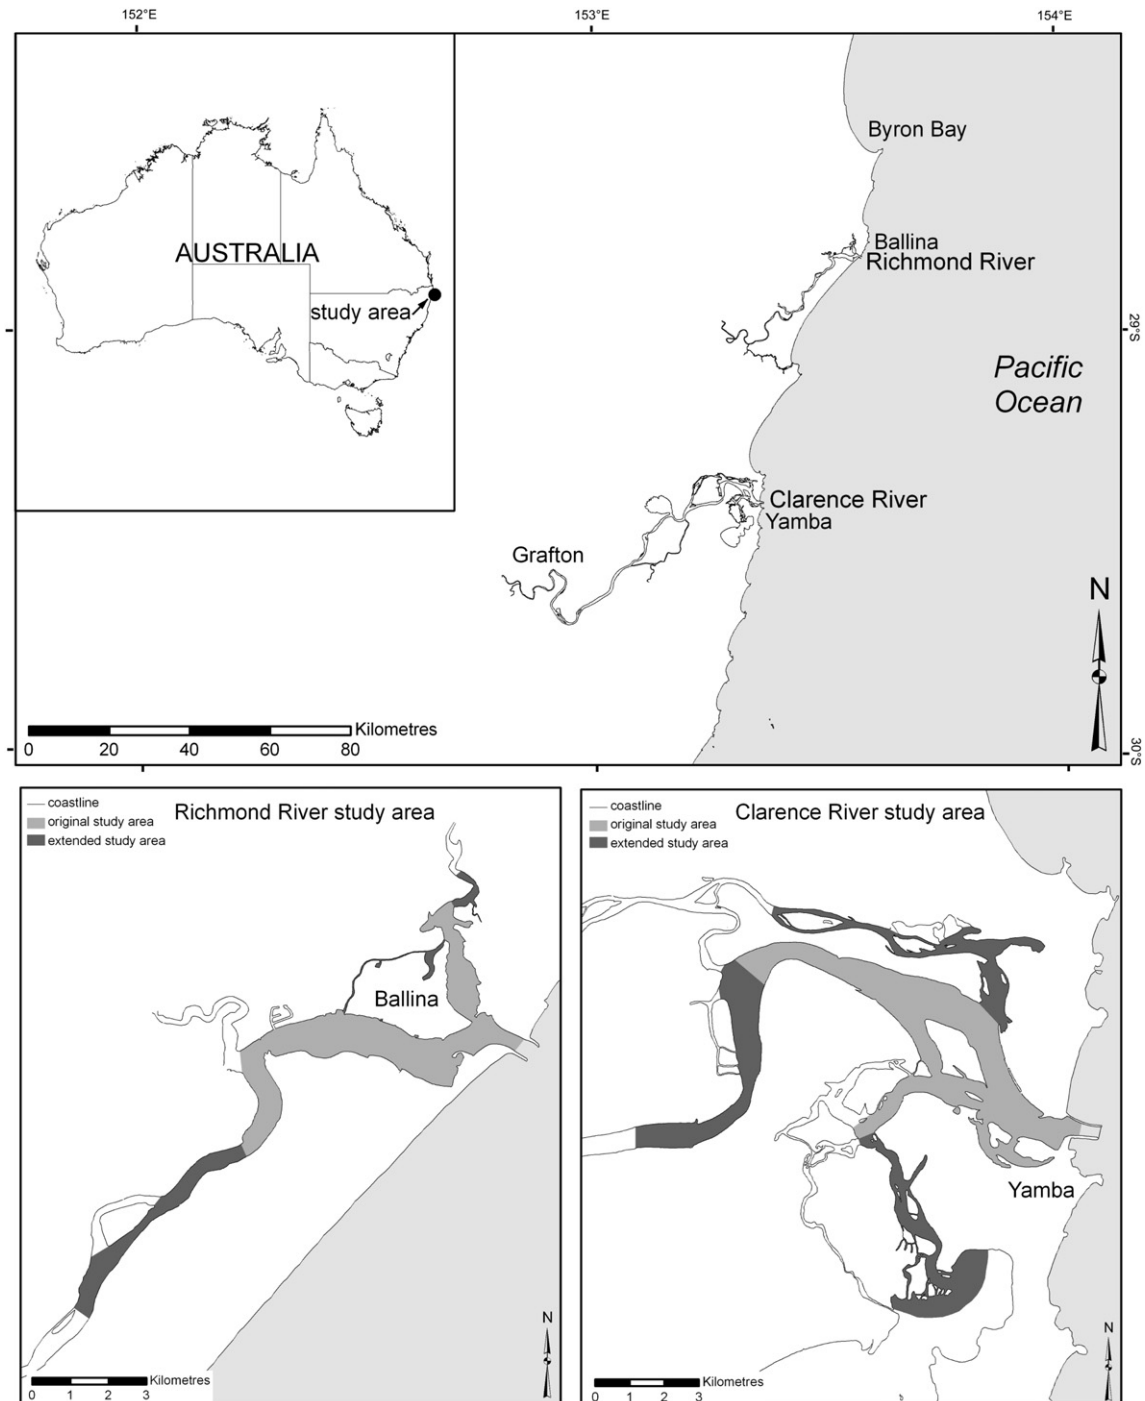 152°E
153°E
154°E
Byron Bay
Ballina
Richmond River
AUSTRALIA
study area
29°S
Pacific
Ocean
Clarence River
Yamba
Grafton
N
Kilometres
0 20 40 60 80
30°S
Richmond River study area
coastline
original study area
extended study area
Ballina
N
Kilometres
0 1 2 3
Clarence River study area
coastline
original study area
extended study area
Yamba
N
Kilometres
0 1 2 3